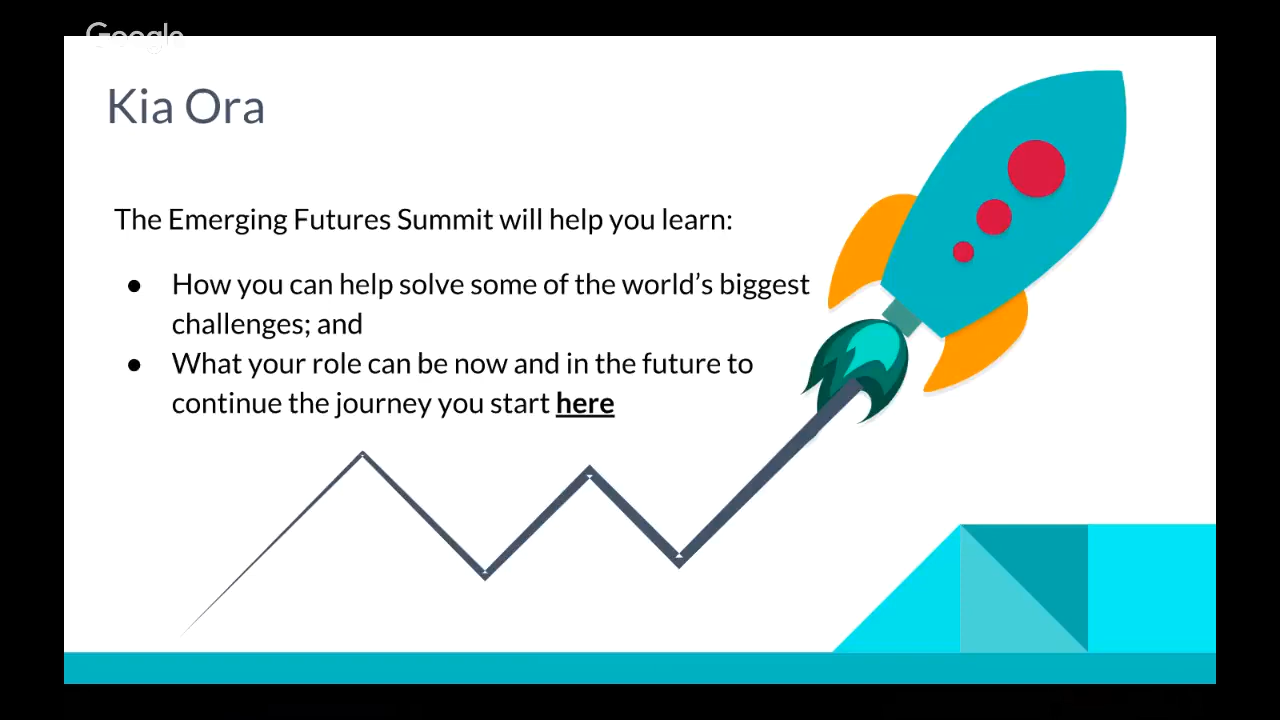 Google
Kia Ora
The Emerging Futures Summit will help you learn:
● How you can help solve some of the world's biggest
challenges; and
● What your role can be now and in the future to
continue the journey you start here